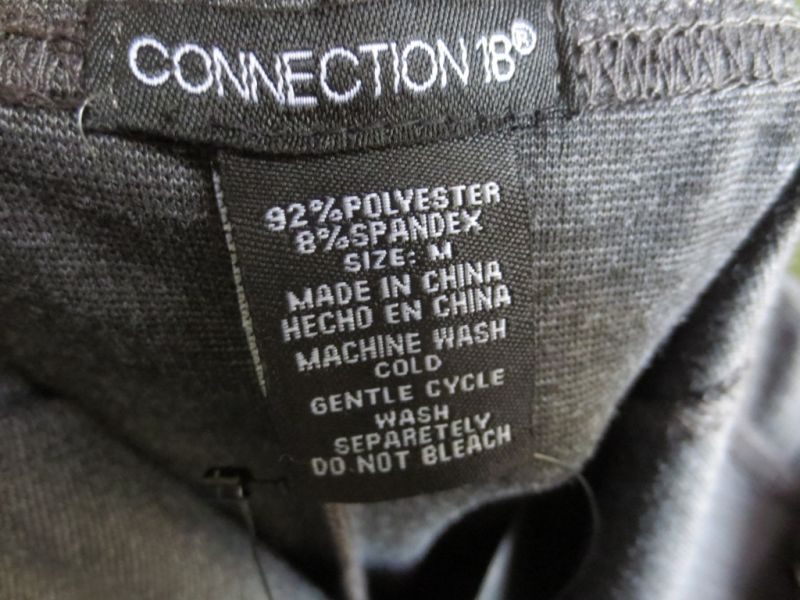 CONNECTION 18®
92% POLYESTER
8% SPANDEX
SIZE: M
MADE IN CHINA
HECHO EN CHINA
MACHINE WASH
COLD
GENTLE CYCLE
WASH
SEPARETELY
DO NOT BLEACH